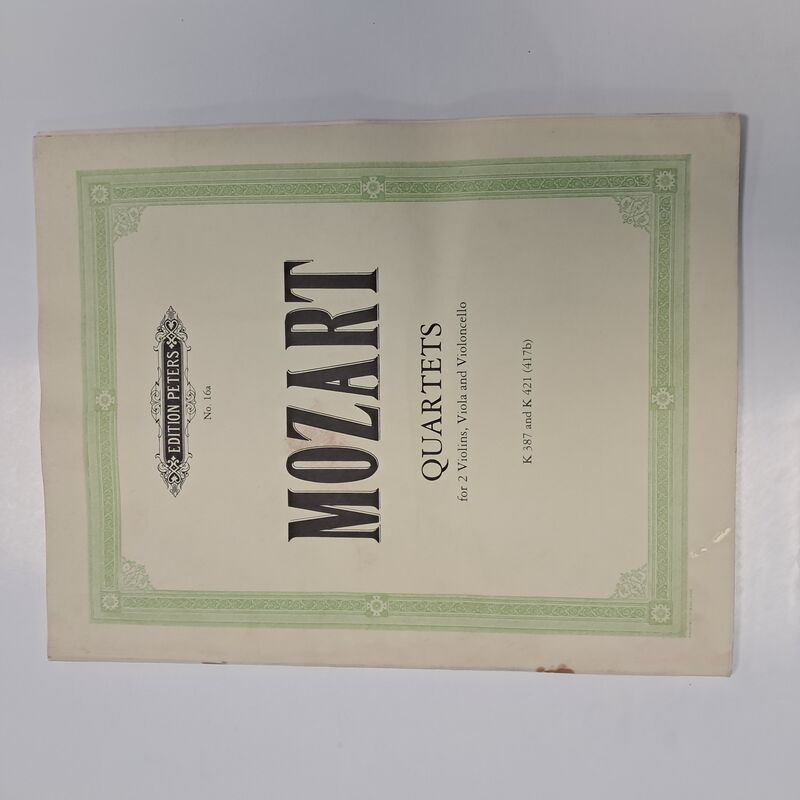 EDITION PETERS
No. 16a
MOZART
QUARTETS
for 2 Violins, Viola and Violoncello
K 387 and K 421 (417b)